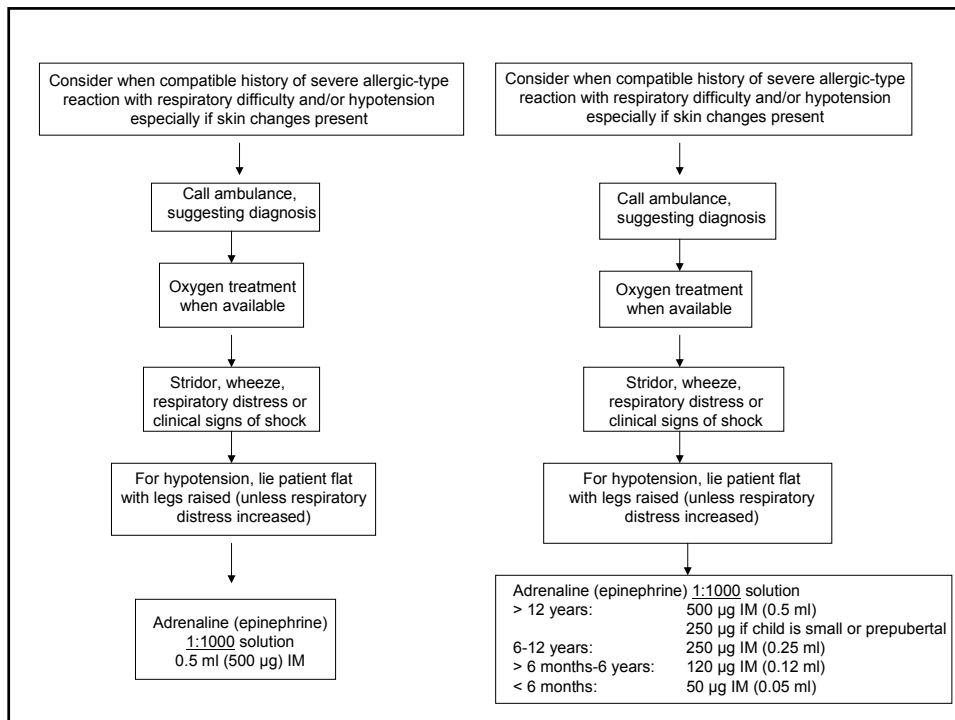 Consider when compatible history of severe allergic-type
reaction with respiratory difficulty and/or hypotension
especially if skin changes present
Call ambulance,
suggesting diagnosis
Oxygen treatment
when available
Stridor, wheeze,
respiratory distress or
clinical signs of shock
For hypotension, lie patient flat
with legs raised (unless respiratory
distress increased)
Adrenaline (epinephrine)
1:1000 solution
0.5 ml (500 µg) IM
Consider when compatible history of severe allergic-type
reaction with respiratory difficulty and/or hypotension
especially if skin changes present
Call ambulance,
suggesting diagnosis
Oxygen treatment
when available
Stridor, wheeze,
respiratory distress or
clinical signs of shock
For hypotension, lie patient flat
with legs raised (unless respiratory
distress increased)
Adrenaline (epinephrine) 1:1000 solution
> 12 years: 500 µg IM (0.5 ml)
250 µg if child is small or prepubertal
6-12 years: 250 µg IM (0.25 ml)
> 6 months-6 years: 120 µg IM (0.12 ml)
< 6 months: 50 µg IM (0.05 ml)